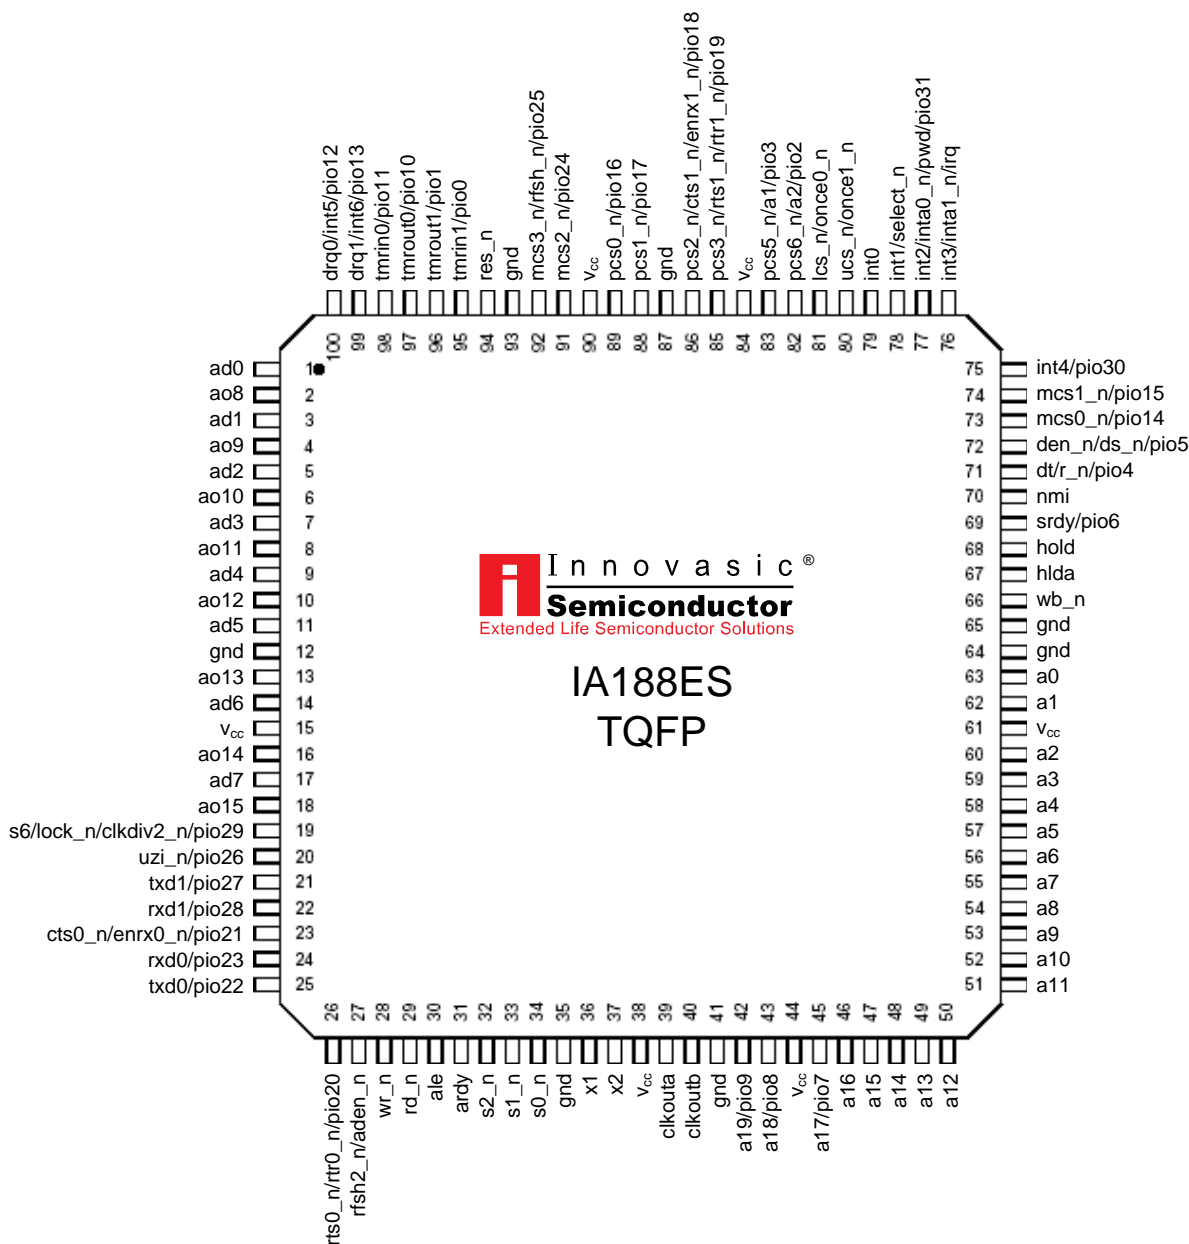 drq0/int5/pio12
drq1/int6/pio13
tmrin0/pio11
tmrout0/pio10
tmrout1/pio1
tmrin1/pio0
res_n
gnd
mcs3_n/rfsh_n/pio25
mcs2_n/pio24
vcc
pcs0_n/pio16
pcs1_n/pio17
gnd
pcs2_n/cts1_n/enrx1_n/pio18
pcs3_n/rts1_n/rtr1_n/pio19
vcc
pcs5_n/a1/pio3
pcs6_n/a2/pio2
lcs_n/once0_n
ucs_n/once1_n
int0
int1/select_n
int2/inta0_n/pwd/pio31
int3/inta1_n/irq
100 99 98 97 96 95 94 93 92 91 90 89 88 87 86 85 84 83 82 81 80 79 78 77 76
ad0 1
ao8 2
ad1 3
ao9 4
ad2 5
ao10 6
ad3 7
ao11 8
ad4 9
ao12 10
ad5 11
gnd 12
ao13 13
ad6 14
vcc 15
ao14 16
ad7 17
ao15 18
s6/lock_n/clkdiv2_n/pio29 19
uzi_n/pio26 20
txd1/pio27 21
rxd1/pio28 22
cts0_n/enrx0_n/pio21 23
rxd0/pio23 24
txd0/pio22 25
i Innovasic ®
Semiconductor
Extended Life Semiconductor Solutions
IA188ES
TQFP
75 int4/pio30
74 mcs1_n/pio15
73 mcs0_n/pio14
72 den_n/ds_n/pio5
71 dt/r_n/pio4
70 nmi
69 srdy/pio6
68 hold
67 hlda
66 wb_n
65 gnd
64 gnd
63 a0
62 a1
61 vcc
60 a2
59 a3
58 a4
57 a5
56 a6
55 a7
54 a8
53 a9
52 a10
51 a11
26 27 28 29 30 31 32 33 34 35 36 37 38 39 40 41 42 43 44 45 46 47 48 49 50
rts0_n/rtr0_n/pio20
rfsh2_n/aden_n
wr_n
rd_n
ale
ardy
s2_n
s1_n
s0_n
gnd
x1
x2
vcc
clkouta
clkoutb
gnd
a19/pio9
a18/pio8
vcc
a17/pio7
a16
a15
a14
a13
a12